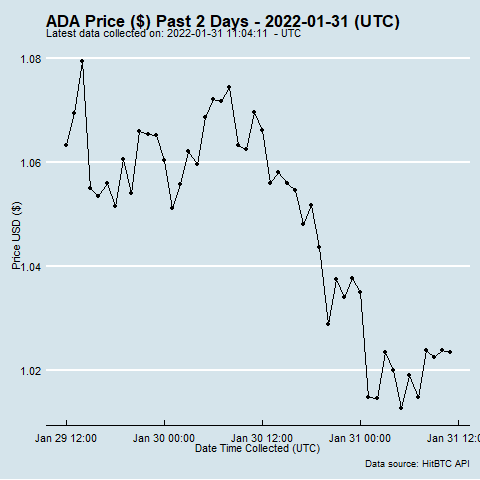 ADA Price ($) Past 2 Days - 2022-01-31 (UTC)
Latest data collected on: 2022-01-31 11:04:11 - UTC
1.08
1.06
1.04
1.02
Price USD ($)
Jan 29 12:00 Jan 30 00:00 Jan 30 12:00 Jan 31 00:00 Jan 31 12:0
Date Time Collected (UTC)
Data source: HitBTC API